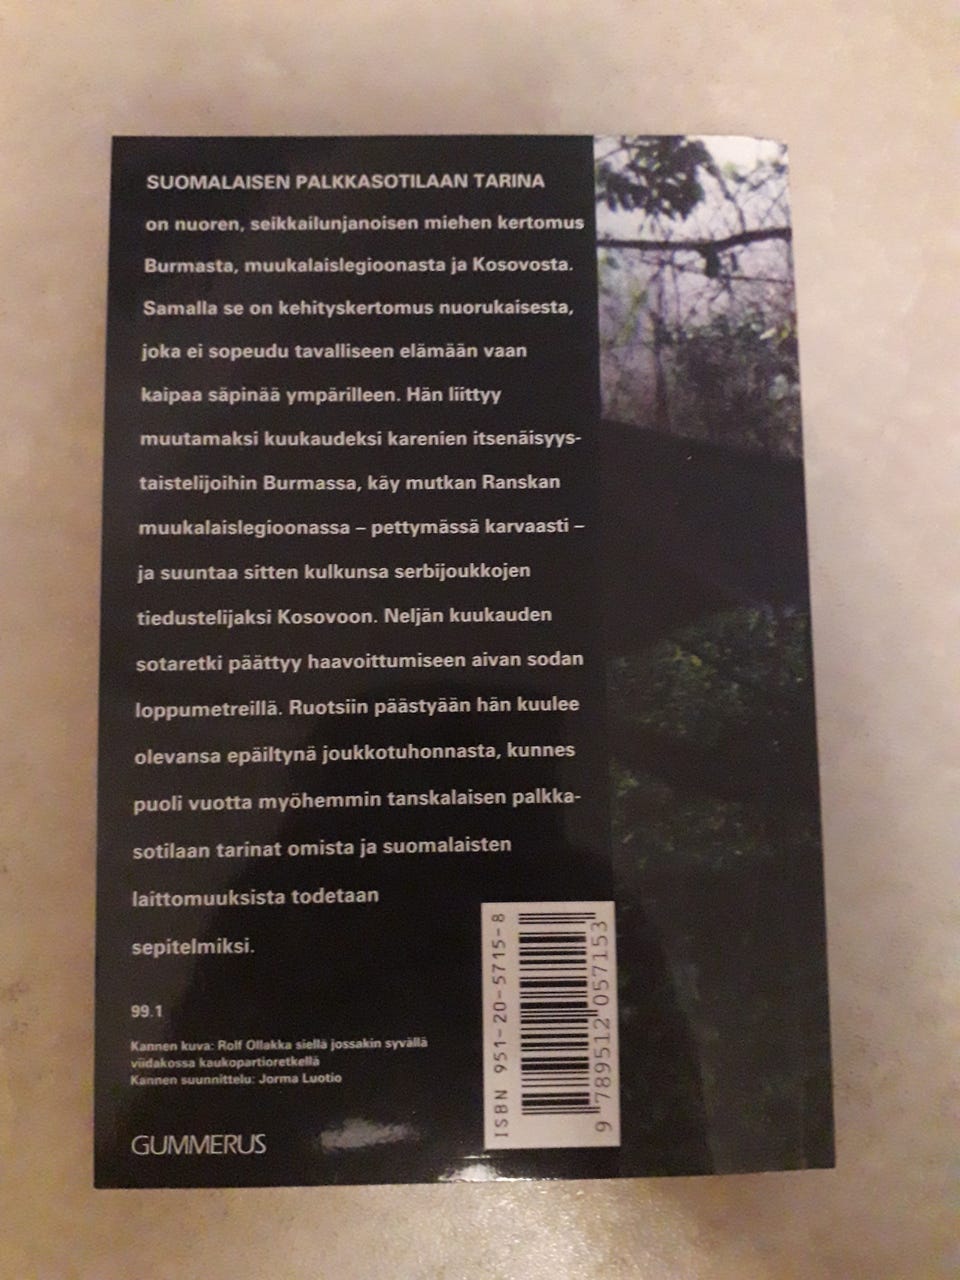 SUOMALAISEN PALKKASOTILAAN TARINA
on nuoren, seikkailunjanoisen miehen kertomus
Burmasta, muukalaislegioonasta ja Kosovosta.
Samalla se on kehityskertomus nuorukaisesta,
joka ei sopeudu tavalliseen elämään vaan
kaipaa säpinää ympärilleen. Hän liittyy
muutamaksi kuukaudeksi karenien itsenäisyys-
taistelijoihin Burmassa, käy mutkan Ranskan
muukalaislegioonassa – pettymässä karvaasti –
ja suuntaa sitten kulkunsa serbijoukkojen
tiedustelijaksi Kosovoon. Neljän kuukauden
sotaretki päättyy haavoittumiseen aivan sodan
loppumetreillä. Ruotsiin päästyään hän kuulee
olevansa epäiltynä joukkotuhonnasta, kunnes
puoli vuotta myöhemmin tanskalaisen palkka-
sotilaan tarinat omista ja suomalaisten
laittomuuksista todetaan
sepitelmiksi.
99.1
Kannen kuva: Rolf Ollakka siellä jossakin syvällä
viidakossa kaukopartioretkellä
Kannen suunnittelu: Jorma Luotio
GUMMERUS
ISBN 951-20-5715-8
9 789512 057153